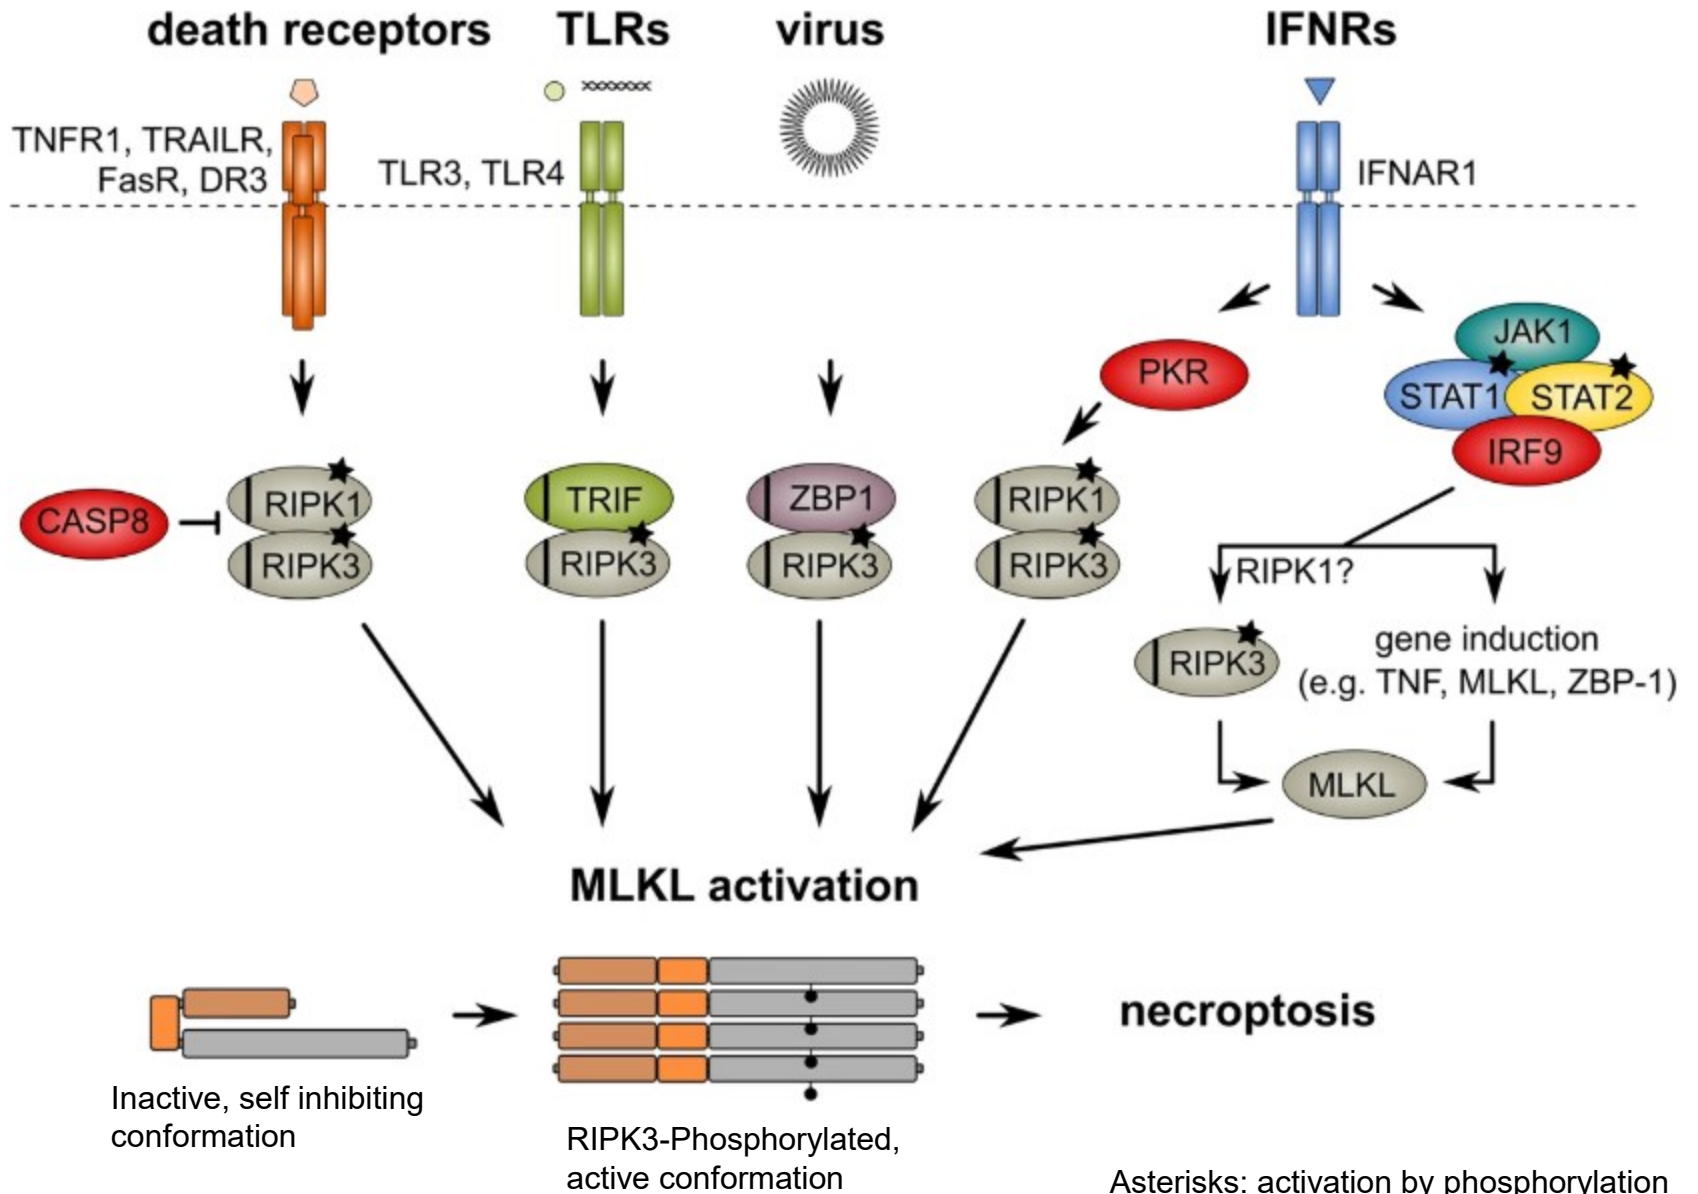 death receptors
TLRs
virus
IFNRs
TNFR1, TRAILR,
FasR, DR3
TLR3, TLR4
IFNAR1
PKR
JAK1
STAT1
STAT2
IRF9
CASP8
RIPK1
RIPK3
TRIF
RIPK3
ZBP1
RIPK3
RIPK1
RIPK3
RIPK1?
RIPK3
gene induction
(e.g. TNF, MLKL, ZBP-1)
MLKL
MLKL activation
necroptosis
Inactive, self inhibiting
conformation
RIPK3-Phosphorylated,
active conformation
Asterisks: activation by phosphorylation